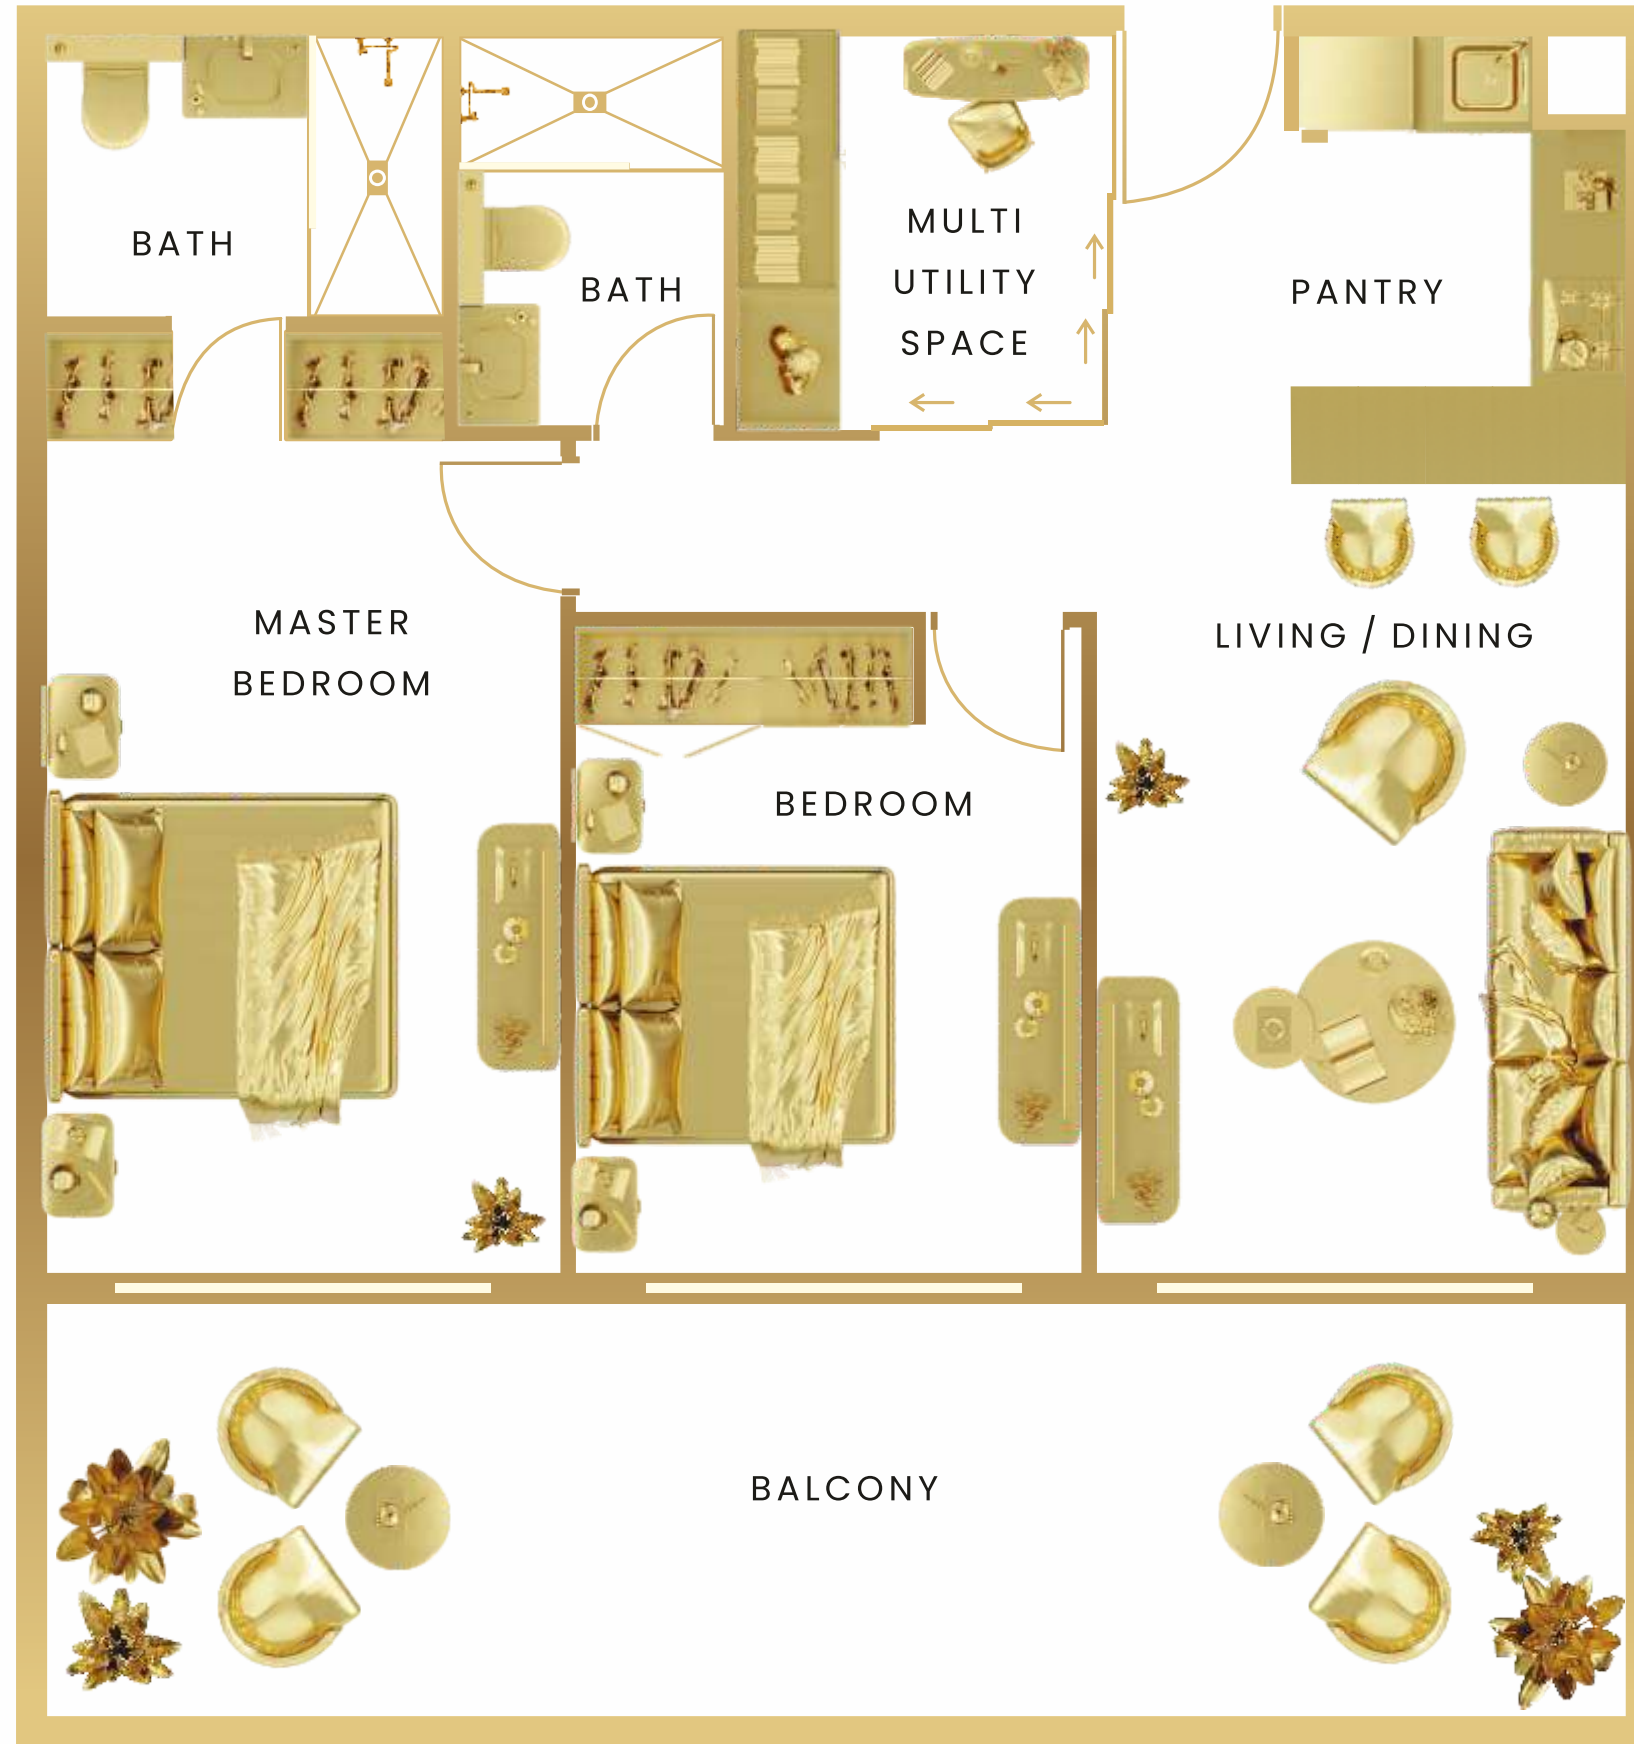 BATH
BATH
MULTI
UTILITY
SPACE
PANTRY
MASTER
BEDROOM
LIVING / DINING
BEDROOM
BALCONY